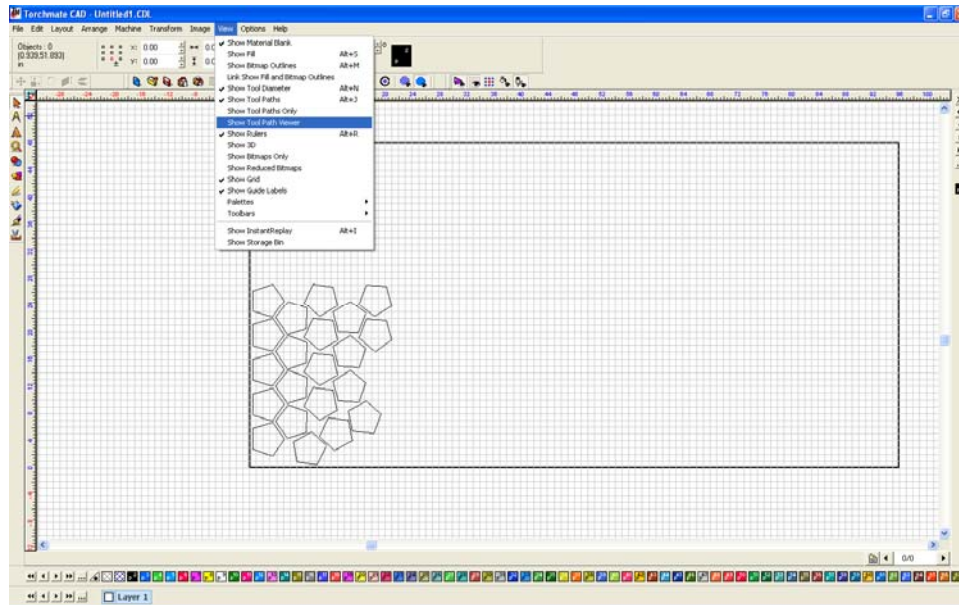 Torchmate CAD - Untitled1.CDL
File Edit Layout Arrange Machine Transform Image View Options Help
Objects : 0
X: 0.00
Y: 0.00
in
Show Material Blank
Show Fill Alt+S
Show Bitmap Outlines Alt+M
Link Show Fill and Bitmap Outlines
Show Tool Diameter Alt+N
Show Tool Paths Alt+J
Show Tool Paths Only
Show Tool Path Viewer
Show Rulers Alt+R
Show 3D
Show Bitmaps Only
Show Reduced Bitmaps
Show Grid
Show Guide Labels
Palettes
Toolbars
Show InstantReplay Alt+I
Show Storage Bin
0/0
Layer 1